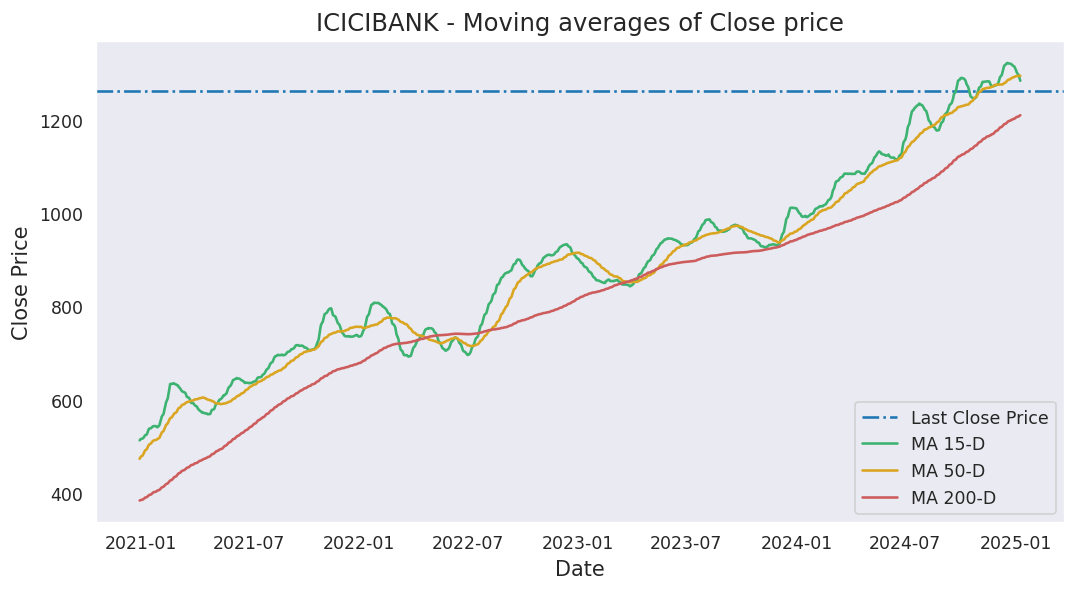 ICICIBANK - Moving averages of Close price
Close Price
1200
1000
800
600
400
Last Close Price
MA 15-D
MA 50-D
MA 200-D
2021-01 2021-07 2022-01 2022-07 2023-01 2023-07 2024-01 2024-07 2025-01
Date